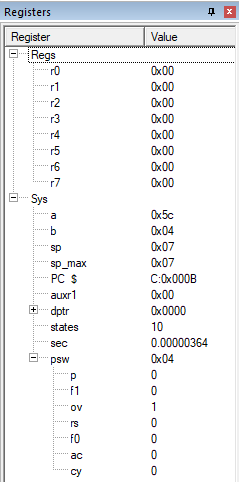 Registers
Register Value
Regs
r0 0x00
r1 0x00
r2 0x00
r3 0x00
r4 0x00
r5 0x00
r6 0x00
r7 0x00
Sys
a 0x5c
b 0x04
sp 0x07
sp_max 0x07
PC $ C:0x000B
auxr1 0x00
dptr 0x0000
states 10
sec 0.00000364
psw 0x04
p 0
f1 0
ov 1
rs 0
f0 0
ac 0
cy 0